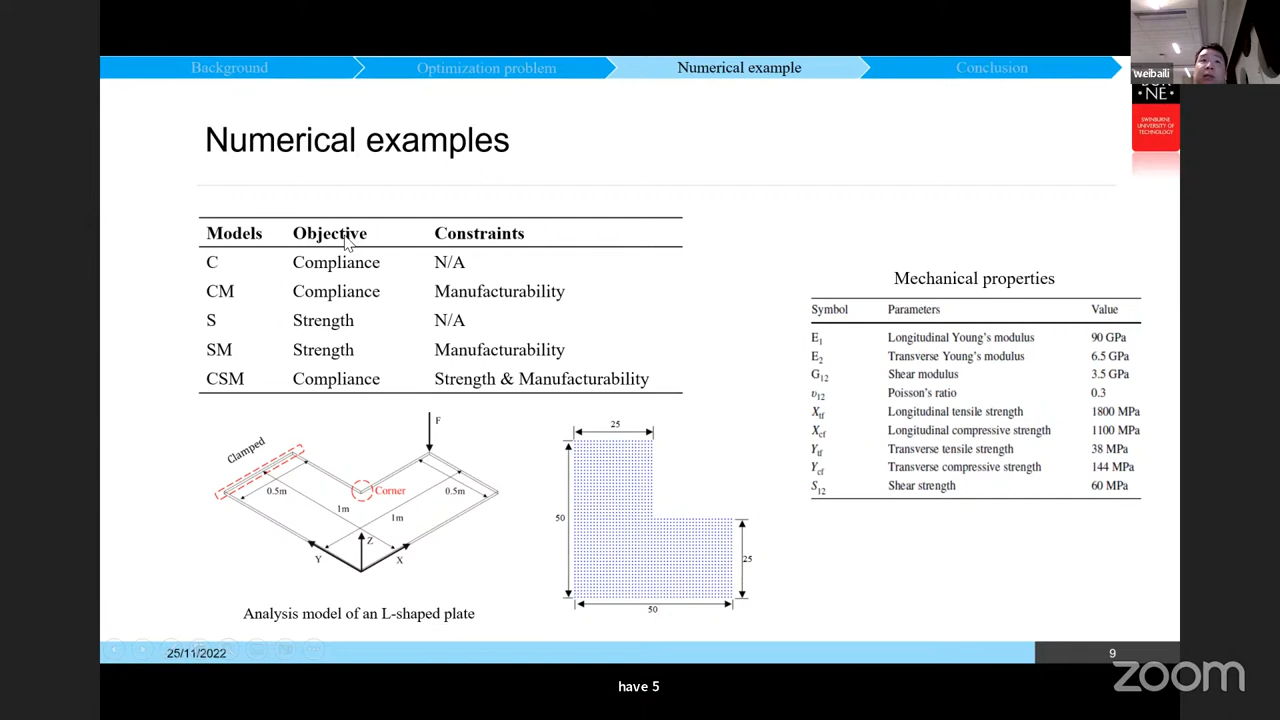 Background
Optimization problem
Numerical example
Conclusion
weibaili
• NE •
SWINBURNE
UNIVERSITY OF
TECHNOLOGY
Numerical examples
Models Objective Constraints
C Compliance N/A
CM Compliance Manufacturability
S Strength N/A
SM Strength Manufacturability
CSM Compliance Strength & Manufacturability
Mechanical properties
Symbol Parameters Value
E1 Longitudinal Young's modulus 90 GPa
E2 Transverse Young's modulus 6.5 GPa
G12 Shear modulus 3.5 GPa
υ12 Poisson's ratio 0.3
Xtf Longitudinal tensile strength 1800 MPa
Xcf Longitudinal compressive strength 1100 MPa
Ytf Transverse tensile strength 38 MPa
Ycf Transverse compressive strength 144 MPa
S12 Shear strength 60 MPa
Clamped
F
Corner
0.5m
0.5m
1m
1m
Z
Y
X
Analysis model of an L-shaped plate
25
50
25
50
25/11/2022
9
zoom
have 5